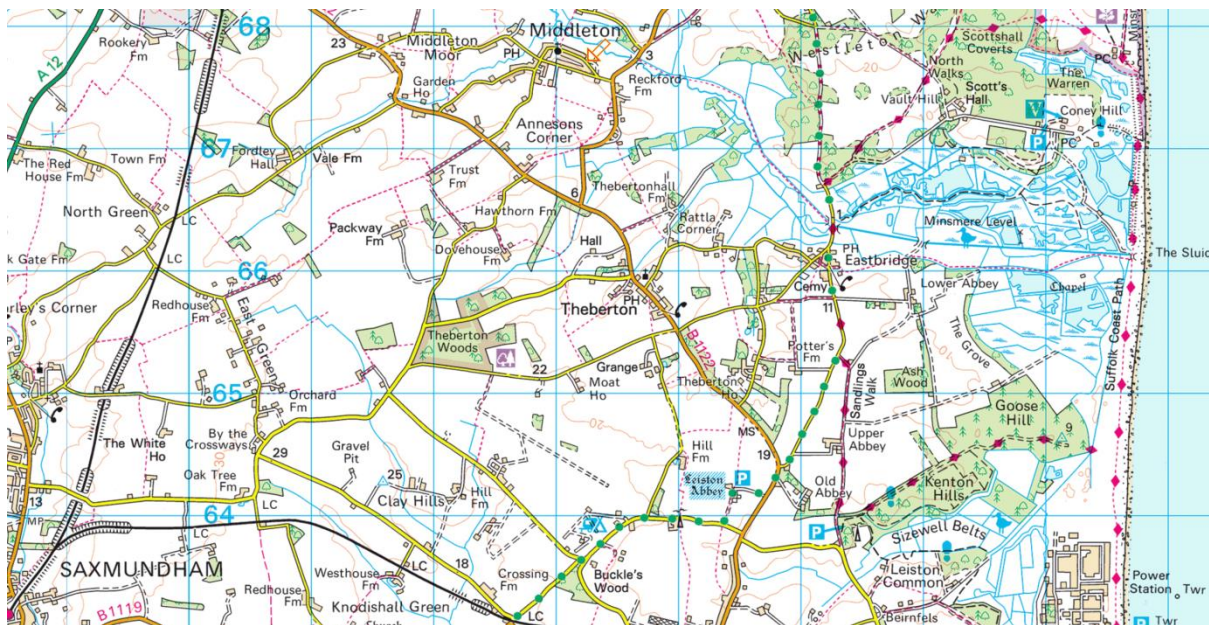 68
Rookery
Fm
A 12
23
Middleton
Moor
PH
Middleton
3
Reckford
Fm
Garden
Ho
Annesons
Corner
Westleton
W
20
North
Walks
Scottshall
Coverts
Scott's
Hall
Vault Hill
The
Warren
PC
Mins
V
Coney Hill
P
PC
67
The Red
House Fm
Town Fm
Fordley
Hall
Vale Fm
Trust
Fm
6
Thebertonhall
Fm
North Green
LC
Hawthorn Fm
Rattla
Corner
1
Minsmere Level
Packway
Fm
Dovehouse
Fm
Hall
PH
Eastbridge
The Sluic
k Gate Fm
LC
66
Redhouse
Fm
East Green
PH
Theberton
Cemy
11
Lower Abbey
Chapel
rley's Corner
P
Theberton
Woods
B 1122
Potter's
Fm
The Grove
10
Suffolk Coast Path
22
Grange
Moat
Ho
Theberton
Ho
Ash
Wood
Sandlings
Walk
65
Orchard
Fm
Goose
Hill
9
The White
Ho
By the
Crossways
Gravel
Pit
MS
19
Upper
Abbey
Oak Tree
Fm
30
29
25
Clay Hills
Hill
Fm
Hill
Fm
Leiston
Abbey
P
Old
Abbey
Kenton
Hills
13
MP
64
LC
LC
P
Sizewell Belts
SAXMUNDHAM
Westhouse
Fm
LC
18
Crossing
Fm
Buckle's
Wood
Leiston
Common
Power
Station
Twr
B1119
Redhouse
Fm
Knodishall Green
LC
Beirnfels
P
Twr